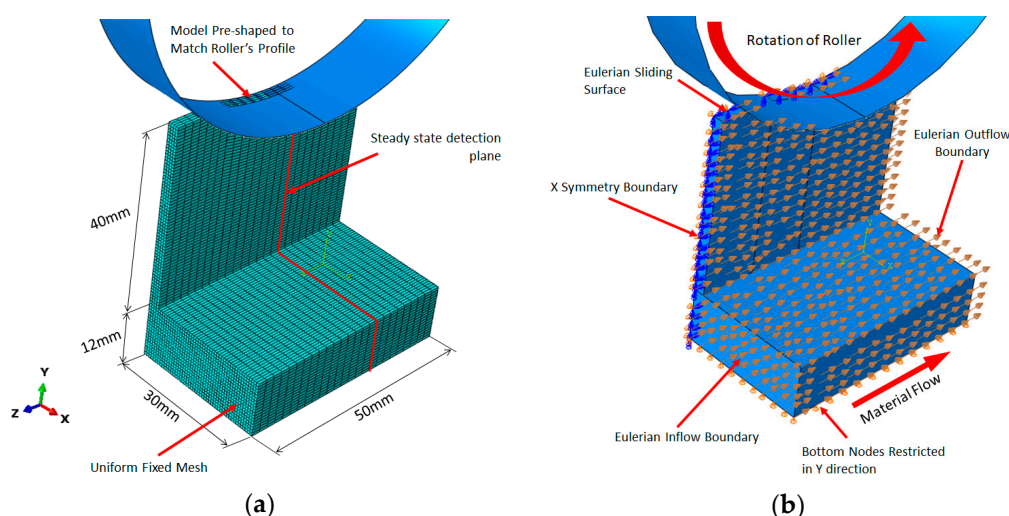 Model Pre-shaped to
Match Roller's Profile
Steady state detection
plane
40mm
12mm
30mm
50mm
Y
Z
X
Uniform Fixed Mesh
(a)
Rotation of Roller
Eulerian Sliding
Surface
Eulerian Outflow
Boundary
X Symmetry Boundary
Material Flow
Eulerian Inflow Boundary
Bottom Nodes Restricted
in Y direction
(b)